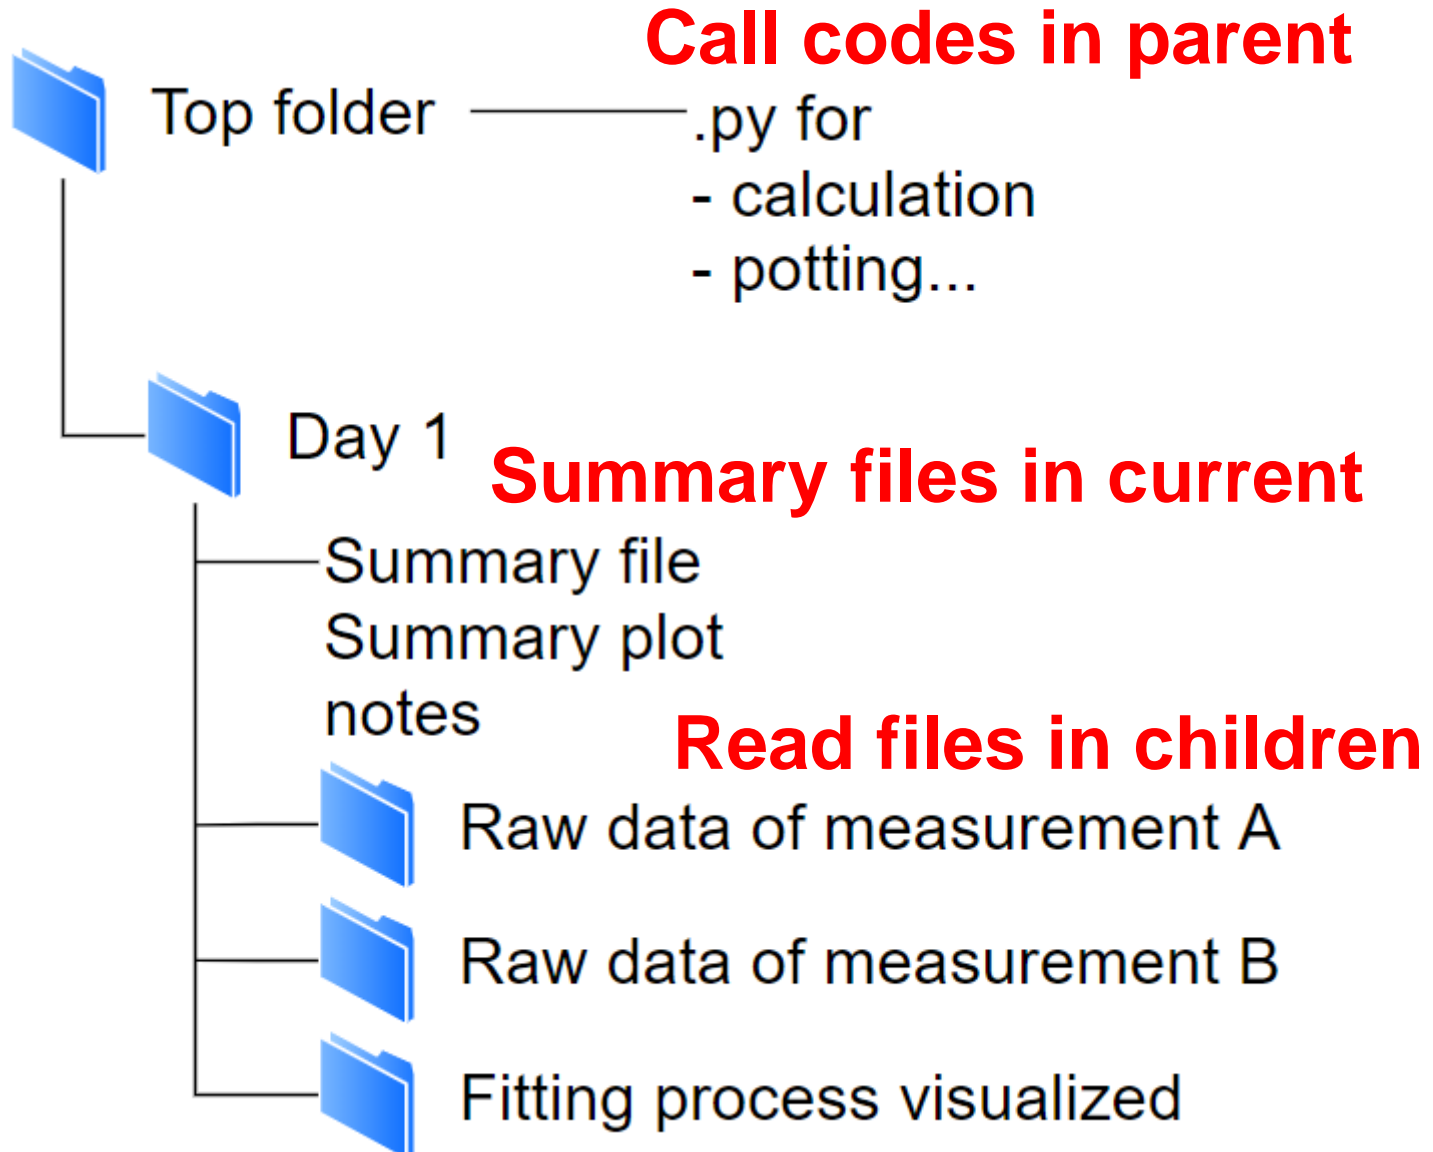 Call codes in parent
Top folder
.py for
- calculation
- potting...
Day 1
Summary files in current
Summary file
Summary plot
notes
Read files in children
Raw data of measurement A
Raw data of measurement B
Fitting process visualized